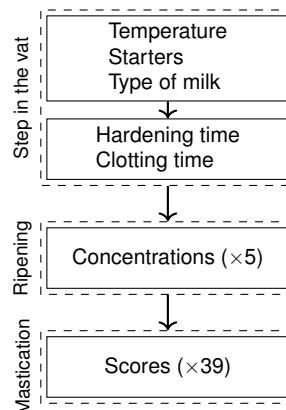 Step in the vat
Temperature
Starters
Type of milk
Hardening time
Clotting time
Ripening
Concentrations (×5)
Mastication
Scores (×39)